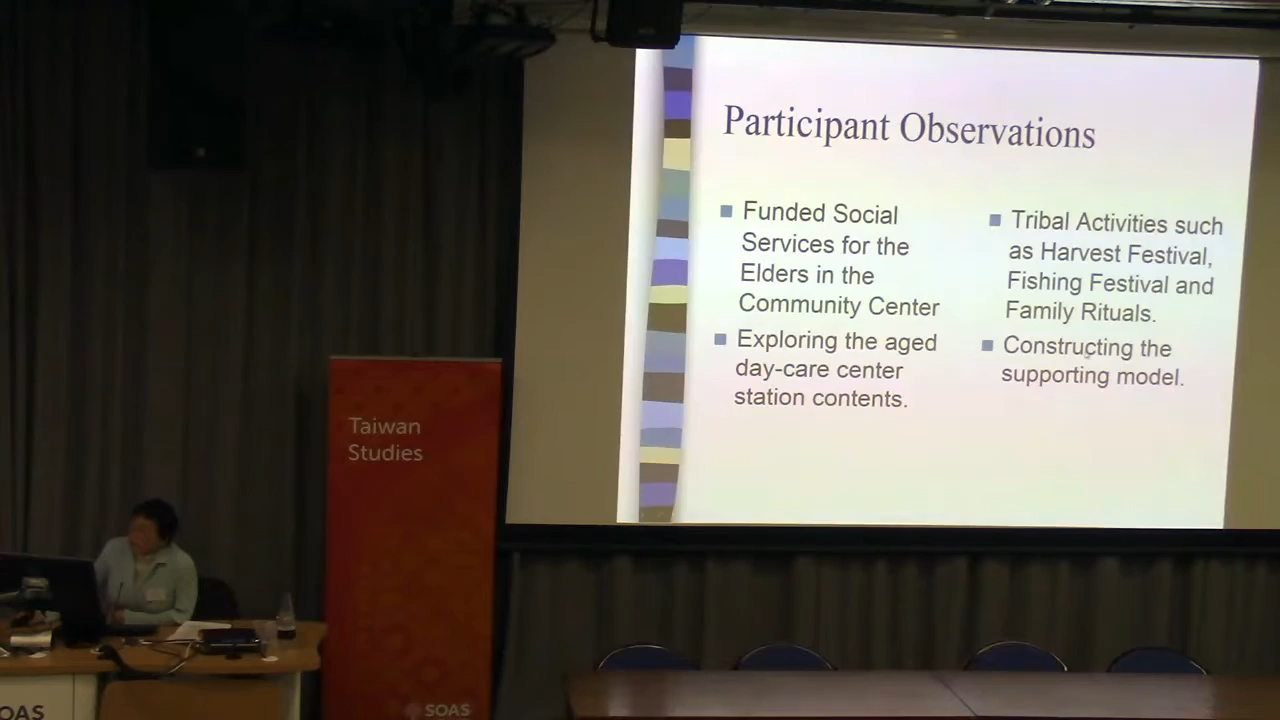 Participant Observations
Funded Social
Services for the
Elders in the
Community Center
Exploring the aged
day-care center
station contents.
Tribal Activities such
as Harvest Festival,
Fishing Festival and
Family Rituals.
Constructing the
supporting model.
Taiwan
Studies
SOAS
OAS